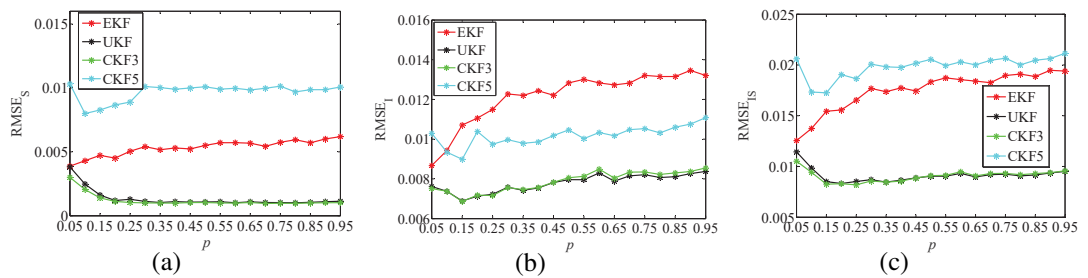 0.015
0.01
0.005
0
RMSE_S
EKF
UKF
CKF3
CKF5
0.05 0.15 0.25 0.35 0.45 0.55 0.65 0.75 0.85 0.95
p
(a)
0.016
0.014
0.012
0.010
0.008
0.006
RMSE_I
EKF
UKF
CKF3
CKF5
0.05 0.15 0.25 0.35 0.45 0.55 0.65 0.75 0.85 0.95
p
(b)
0.025
0.020
0.015
0.010
0.005
RMSE_IS
EKF
UKF
CKF3
CKF5
0.05 0.15 0.25 0.35 0.45 0.55 0.65 0.75 0.85 0.95
p
(c)